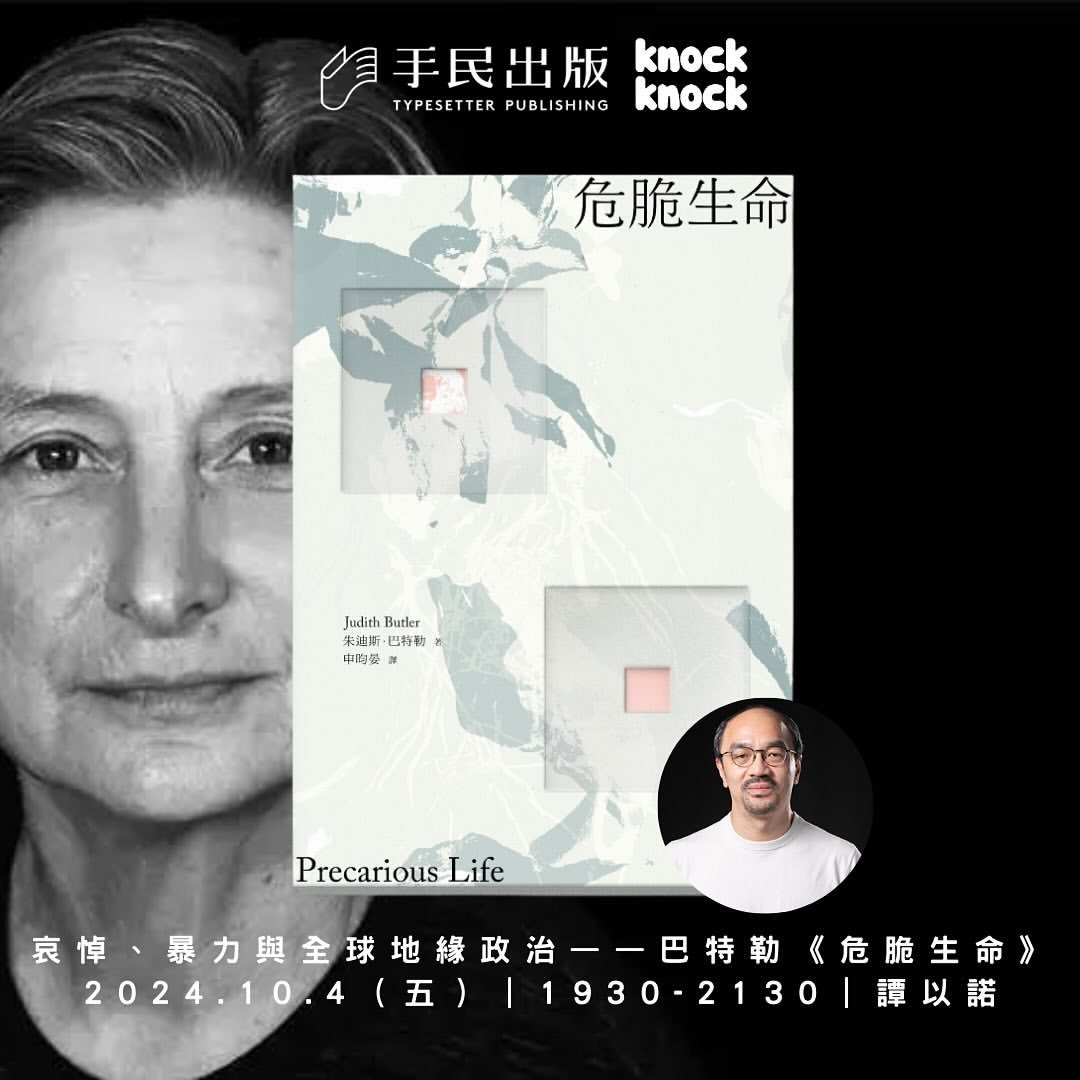 手民出版
TYPESETTER PUBLISHING
knock
knock
危脆生命
Judith Butler
朱迪斯·巴特勒 著
申昀晏 譯
Precarious Life
哀悼、暴力與全球地緣政治——巴特勒《危脆生命》
2024.10.4（五）｜1930-2130｜譚以諾